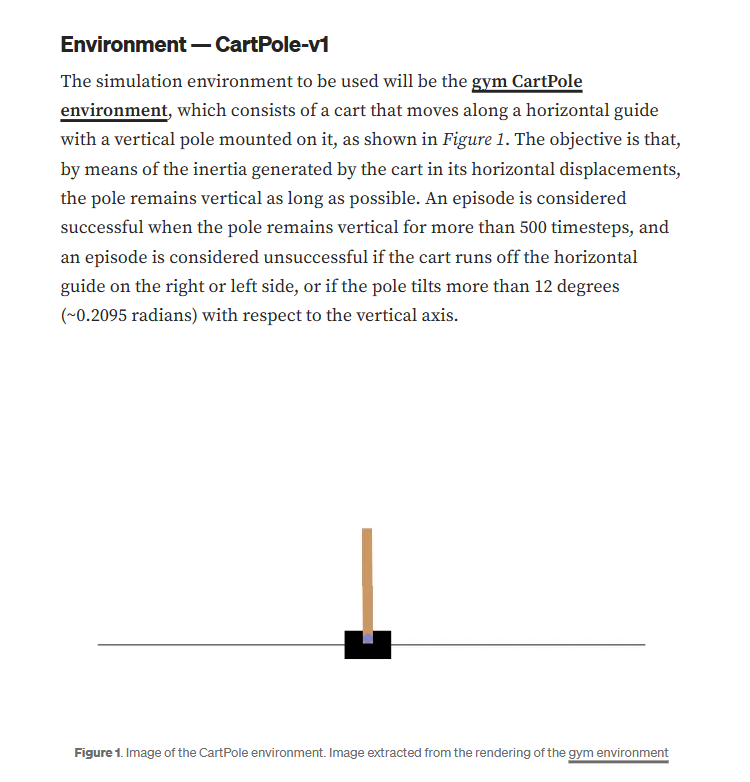 Environment — CartPole-v1
The simulation environment to be used will be the gym CartPole
environment, which consists of a cart that moves along a horizontal guide
with a vertical pole mounted on it, as shown in Figure 1. The objective is that,
by means of the inertia generated by the cart in its horizontal displacements,
the pole remains vertical as long as possible. An episode is considered
successful when the pole remains vertical for more than 500 timesteps, and
an episode is considered unsuccessful if the cart runs off the horizontal
guide on the right or left side, or if the pole tilts more than 12 degrees
(~0.2095 radians) with respect to the vertical axis.
Figure 1. Image of the CartPole environment. Image extracted from the rendering of the gym environment